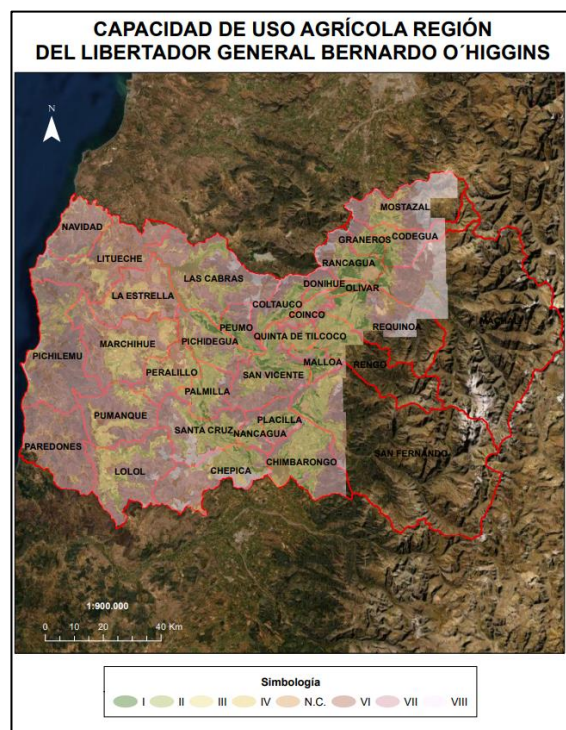 CAPACIDAD DE USO AGRÍCOLA REGIÓN
DEL LIBERTADOR GENERAL BERNARDO O´HIGGINS
N
MOSTAZAL
NAVIDAD
GRANEROS
CODEGUA
LITUECHE
RANCAGUA
LAS CABRAS
DONIHUE
OLIVAR
LA ESTRELLA
COLTAUCO
COINCO
PEUMO
REQUINOA
QUINTA DE TILCOCO
MARCHIHUE
PICHIDEGUA
PICHILEMU
MALLOA
RENGO
PERALILLO
SAN VICENTE
PALMILLA
PUMANQUE
PLACILLA
SANTA CRUZ
NANCAGUA
PAREDONES
SAN FERNANDO
CHIMBARONGO
LOLOL
CHEPICA
1:900.000
0 10 20 40 Km
Simbología
I II III IV N.C. VI VII VIII